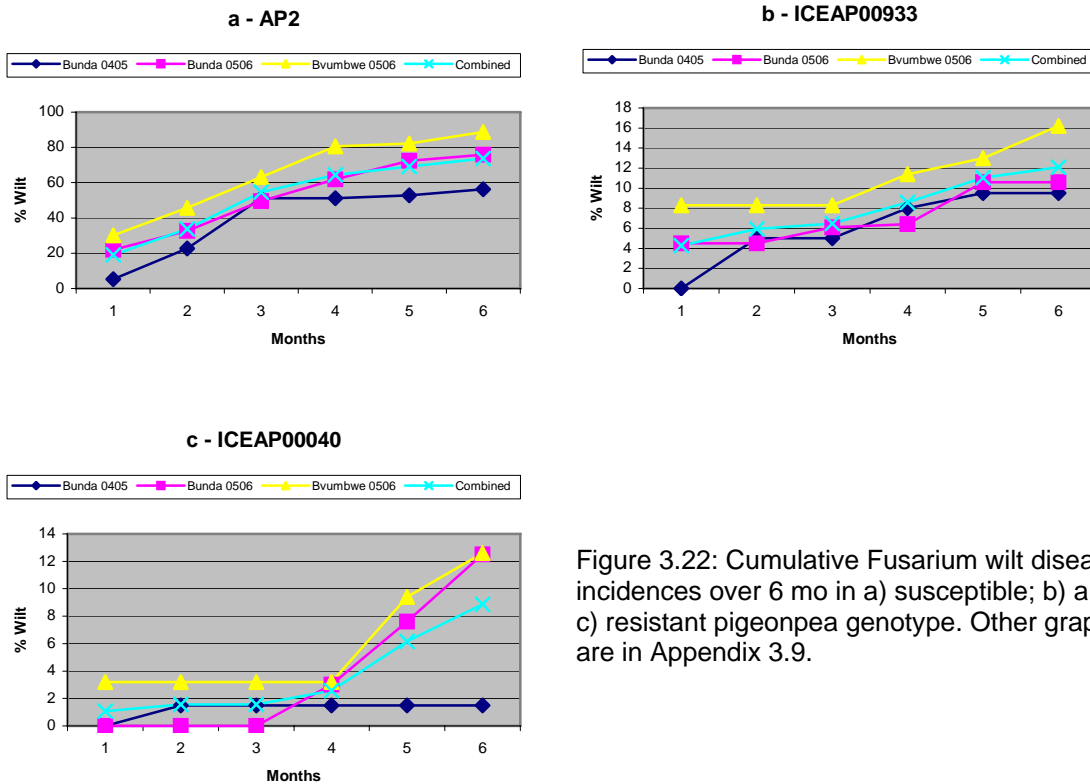 a - AP2
Bunda 0405 Bunda 0506 Bvumbwe 0506 Combined
100
80
60
40
20
0
% Wilt
1 2 3 4 5 6
Months
b - ICEAP00933
Bunda 0405 Bunda 0506 Bvumbwe 0506 Combined
18
16
14
12
10
8
6
4
2
0
% Wilt
1 2 3 4 5 6
Months
c - ICEAP00040
Bunda 0405 Bunda 0506 Bvumbwe 0506 Combined
14
12
10
8
6
4
2
0
% Wilt
1 2 3 4 5 6
Months
Figure 3.22: Cumulative Fusarium wilt disea
incidences over 6 mo in a) susceptible; b) a
c) resistant pigeonpea genotype. Other grap
are in Appendix 3.9.